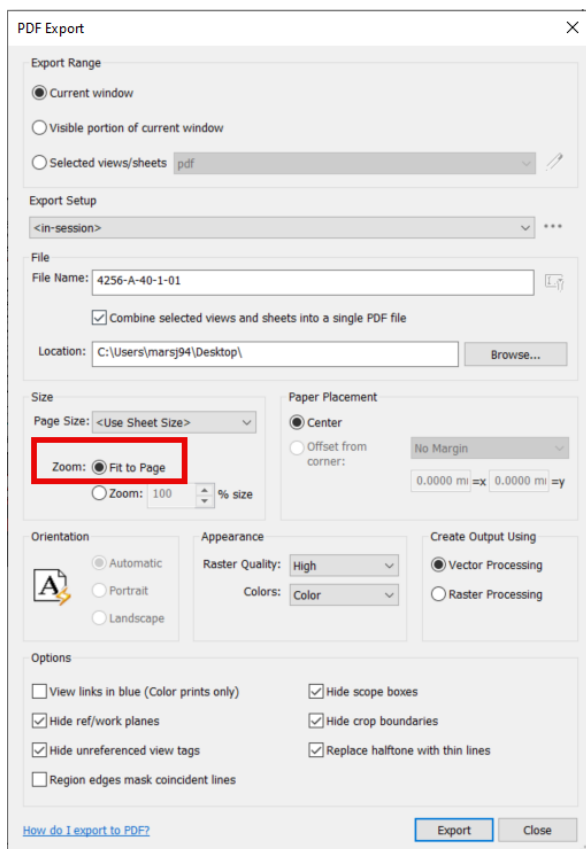 PDF Export
Export Range
Current window
Visible portion of current window
Selected views/sheets pdf
Export Setup
<in-session>
File
File Name: 4256-A-40-1-01
Combine selected views and sheets into a single PDF file
Location: C:\Users\marsj94\Desktop\ Browse...
Size
Page Size: <Use Sheet Size>
Zoom: Fit to Page
Zoom: 100 % size
Paper Placement
Center
Offset from corner: No Margin
0.0000 mi =x 0.0000 mi =y
Orientation
Automatic
Portrait
Landscape
Appearance
Raster Quality: High
Colors: Color
Create Output Using
Vector Processing
Raster Processing
Options
View links in blue (Color prints only)
Hide ref/work planes
Hide unreferenced view tags
Region edges mask coincident lines
Hide scope boxes
Hide crop boundaries
Replace halftone with thin lines
How do I export to PDF? Export Close